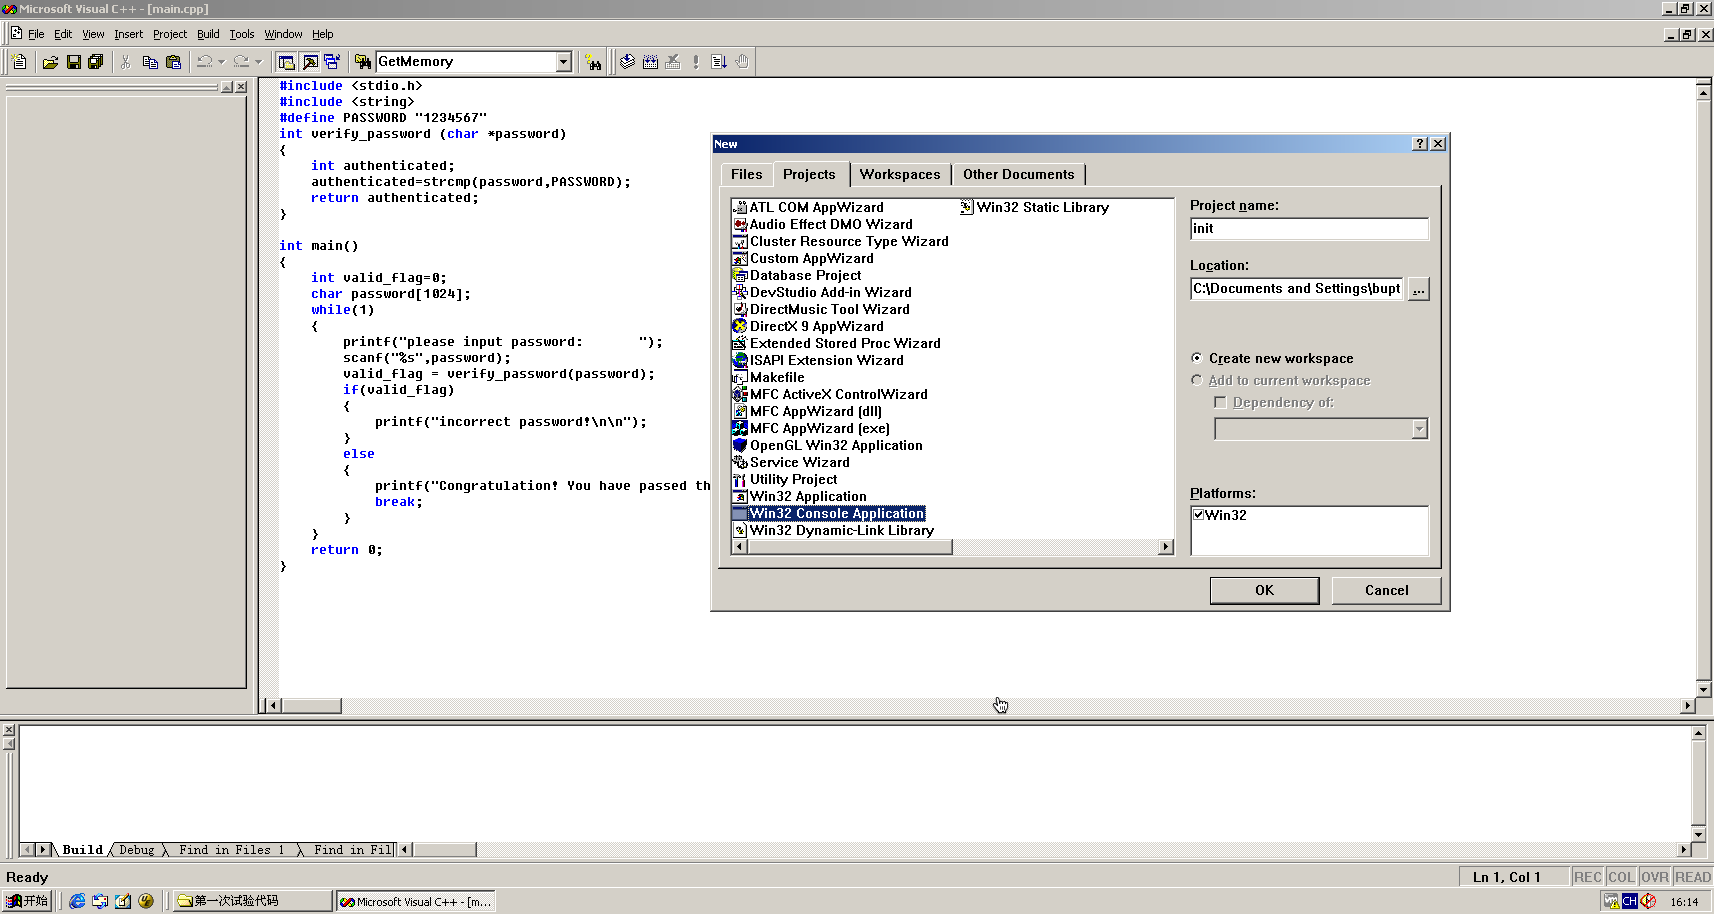 Microsoft Visual C++ - [main.cpp]
File Edit View Insert Project Build Tools Window Help
GetMemory
#include <stdio.h>
#include <string>
#define PASSWORD "1234567"
int verify_password (char *password)
{
int authenticated;
authenticated=strcmp(password,PASSWORD);
return authenticated;
}
int main()
{
int valid_flag=0;
char password[1024];
while(1)
{
printf("please input password:       ");
scanf("%s",password);
valid_flag = verify_password(password);
if(valid_flag)
{
printf("incorrect password!\n\n");
}
else
{
printf("Congratulation! You have passed th
break;
}
}
return 0;
}
New
Files Projects Workspaces Other Documents
ATL COM AppWizard
Audio Effect DMO Wizard
Cluster Resource Type Wizard
Custom AppWizard
Database Project
DevStudio Add-in Wizard
DirectMusic Tool Wizard
DirectX 9 AppWizard
Extended Stored Proc Wizard
ISAPI Extension Wizard
Makefile
MFC ActiveX ControlWizard
MFC AppWizard (dll)
MFC AppWizard (exe)
OpenGL Win32 Application
Service Wizard
Utility Project
Win32 Application
Win32 Console Application
Win32 Dynamic-Link Library
Win32 Static Library
Project name:
init
Location:
C:\Documents and Settings\bupt
...
Create new workspace
Add to current workspace
Dependency of:
Platforms:
Win32
OK Cancel
Build Debug Find in Files 1 Find in Fil
Ready
Ln 1, Col 1 REC COL OVR READ
开始 第一次试验代码 Microsoft Visual C++ - [m... CH 16:14